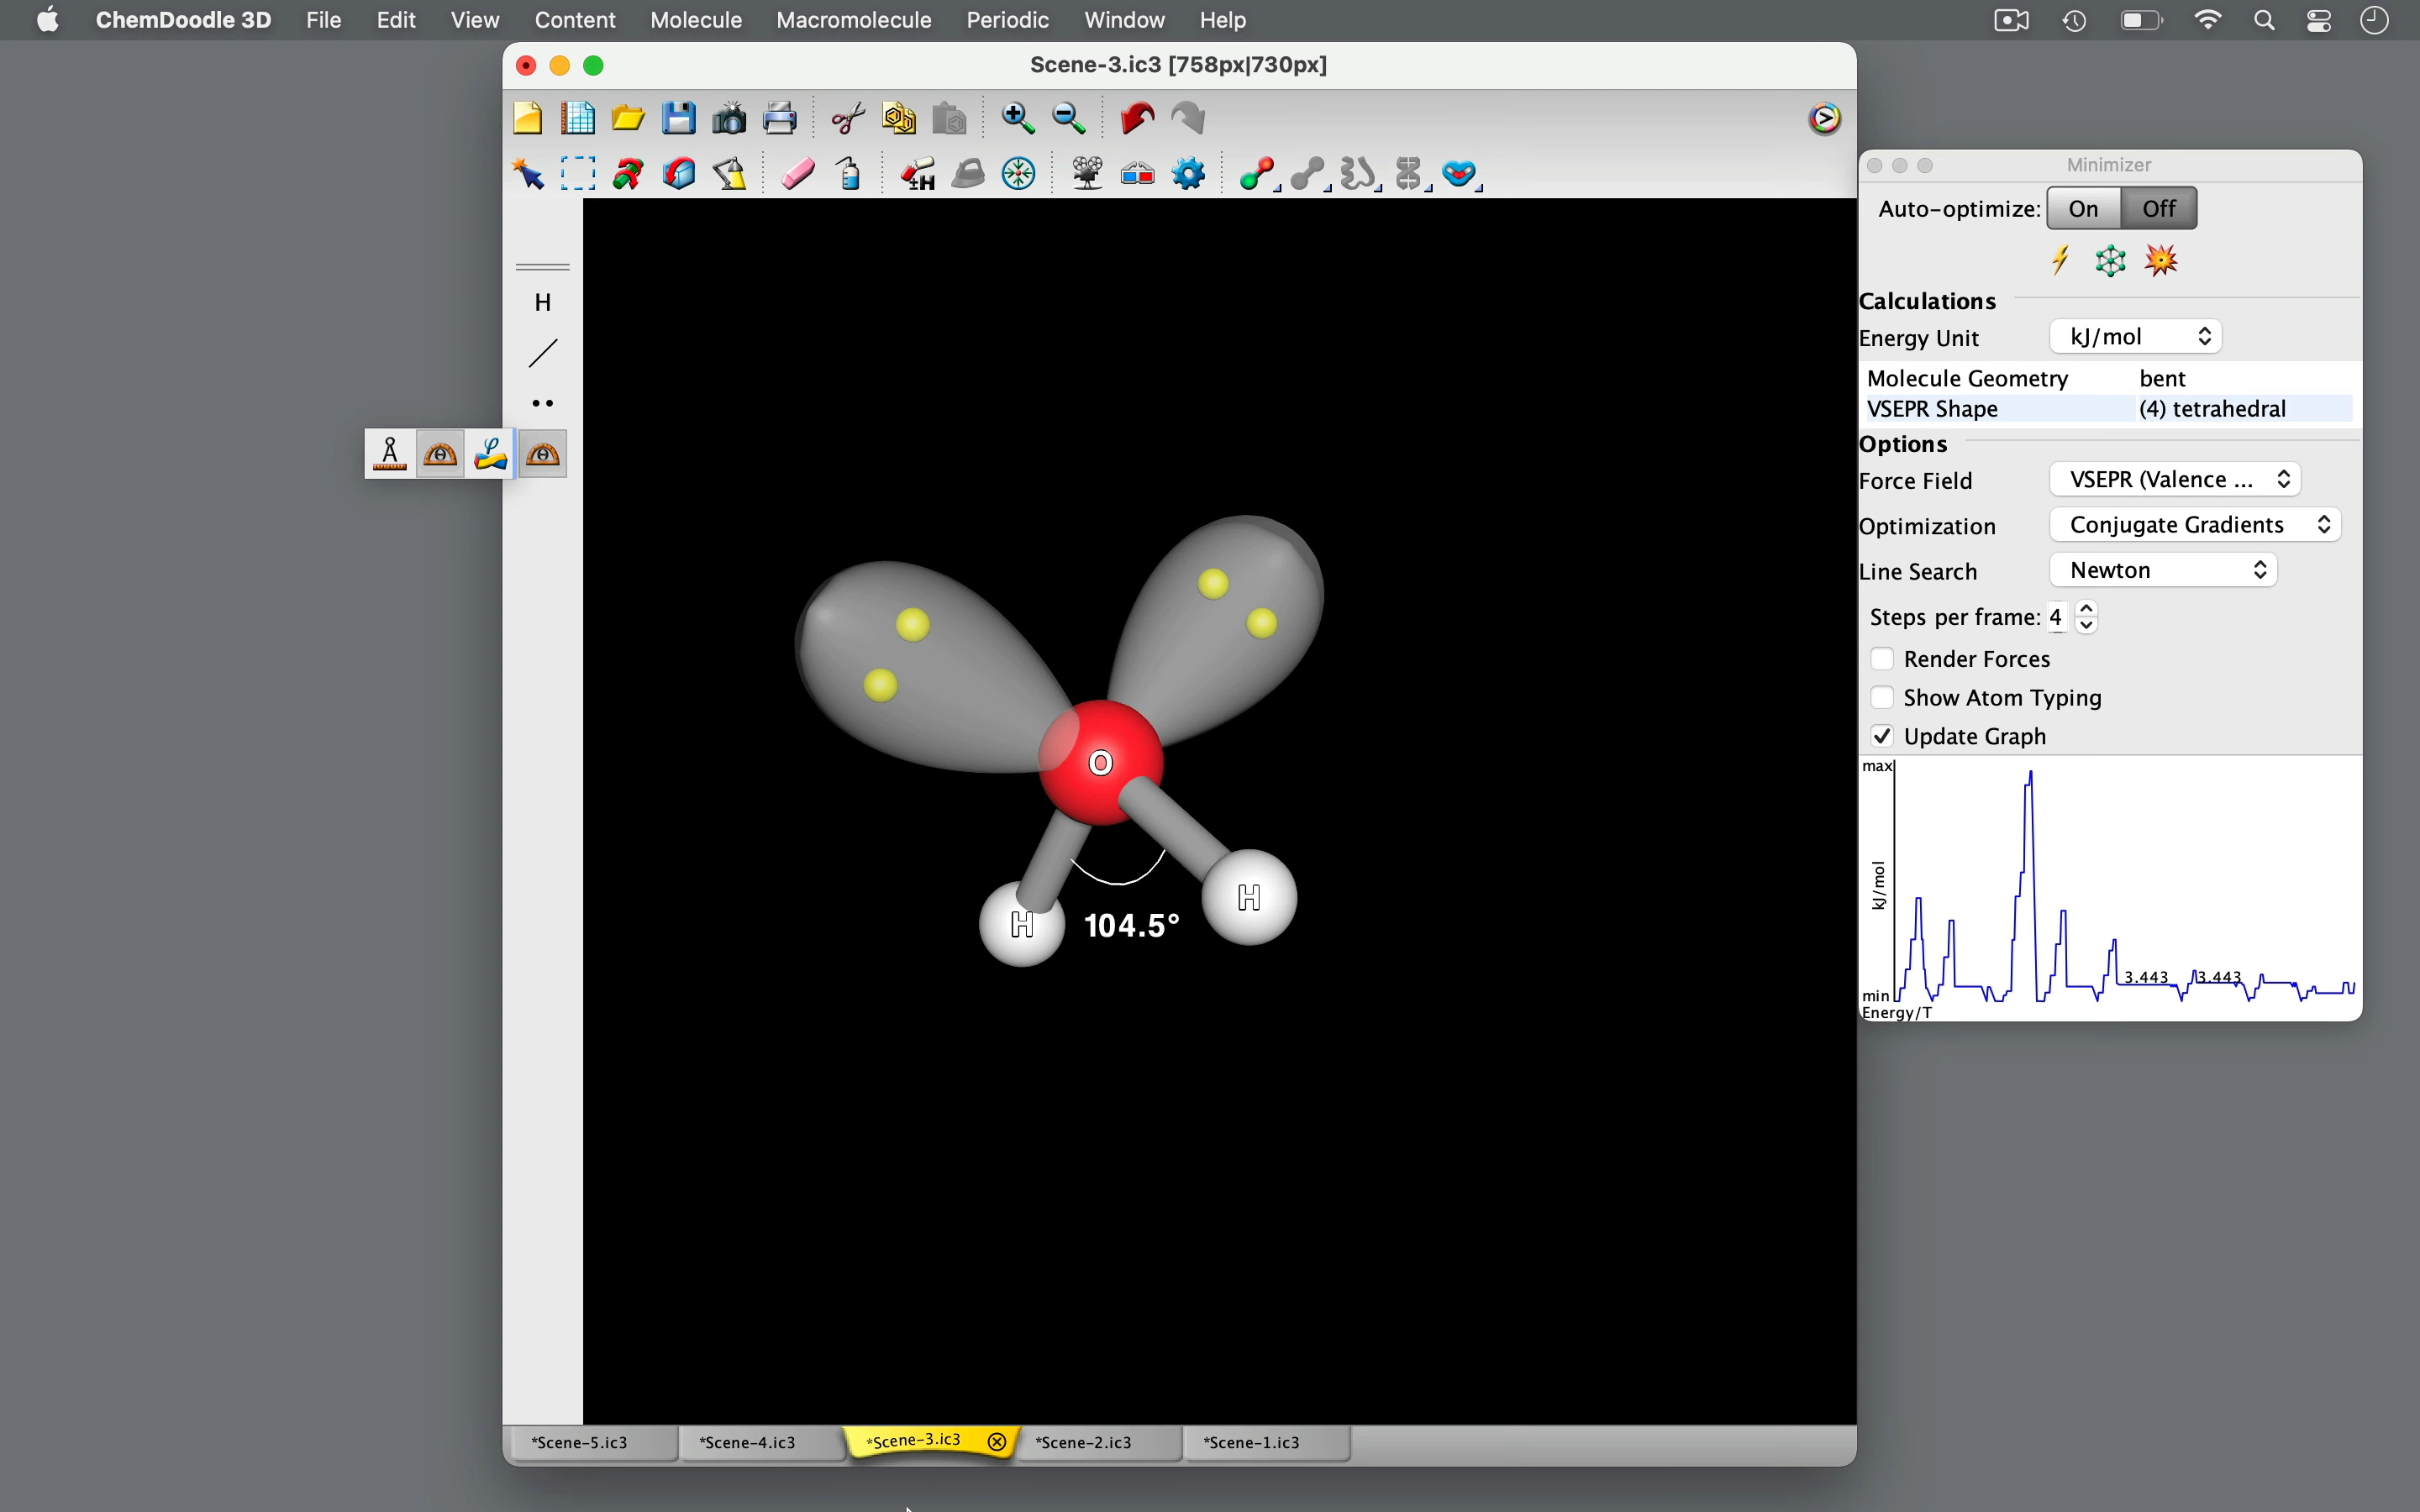 ChemDoodle 3D File Edit View Content Molecule Macromolecule Periodic Window Help
Scene-3.ic3 [758px|730px]
Minimizer
Auto-optimize: On Off
Calculations
Energy Unit kJ/mol
Molecule Geometry bent
VSEPR Shape (4) tetrahedral
Options
Force Field VSEPR (Valence ...
Optimization Conjugate Gradients
Line Search Newton
Steps per frame: 4
Render Forces
Show Atom Typing
Update Graph
max
kJ/mol
3.443 3.443
min
Energy/T
±H
H
O
H
H
104.5°
*Scene-5.ic3 *Scene-4.ic3 *Scene-3.ic3 *Scene-2.ic3 *Scene-1.ic3